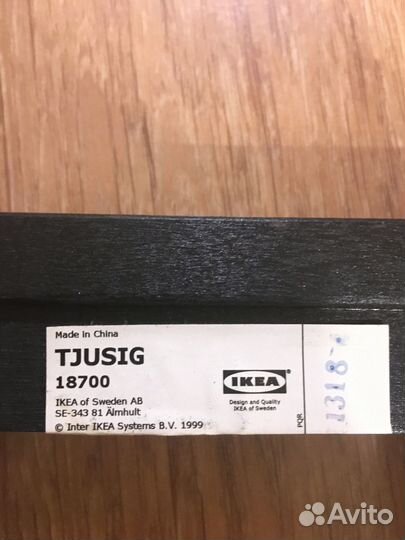 Made in China
TJUSIG
18700
IKEA of Sweden AB
SE-343 81 Älmhult
© Inter IKEA Systems B.V. 1999
IKEA
Design and Quality
IKEA of Sweden
PQR
Avito